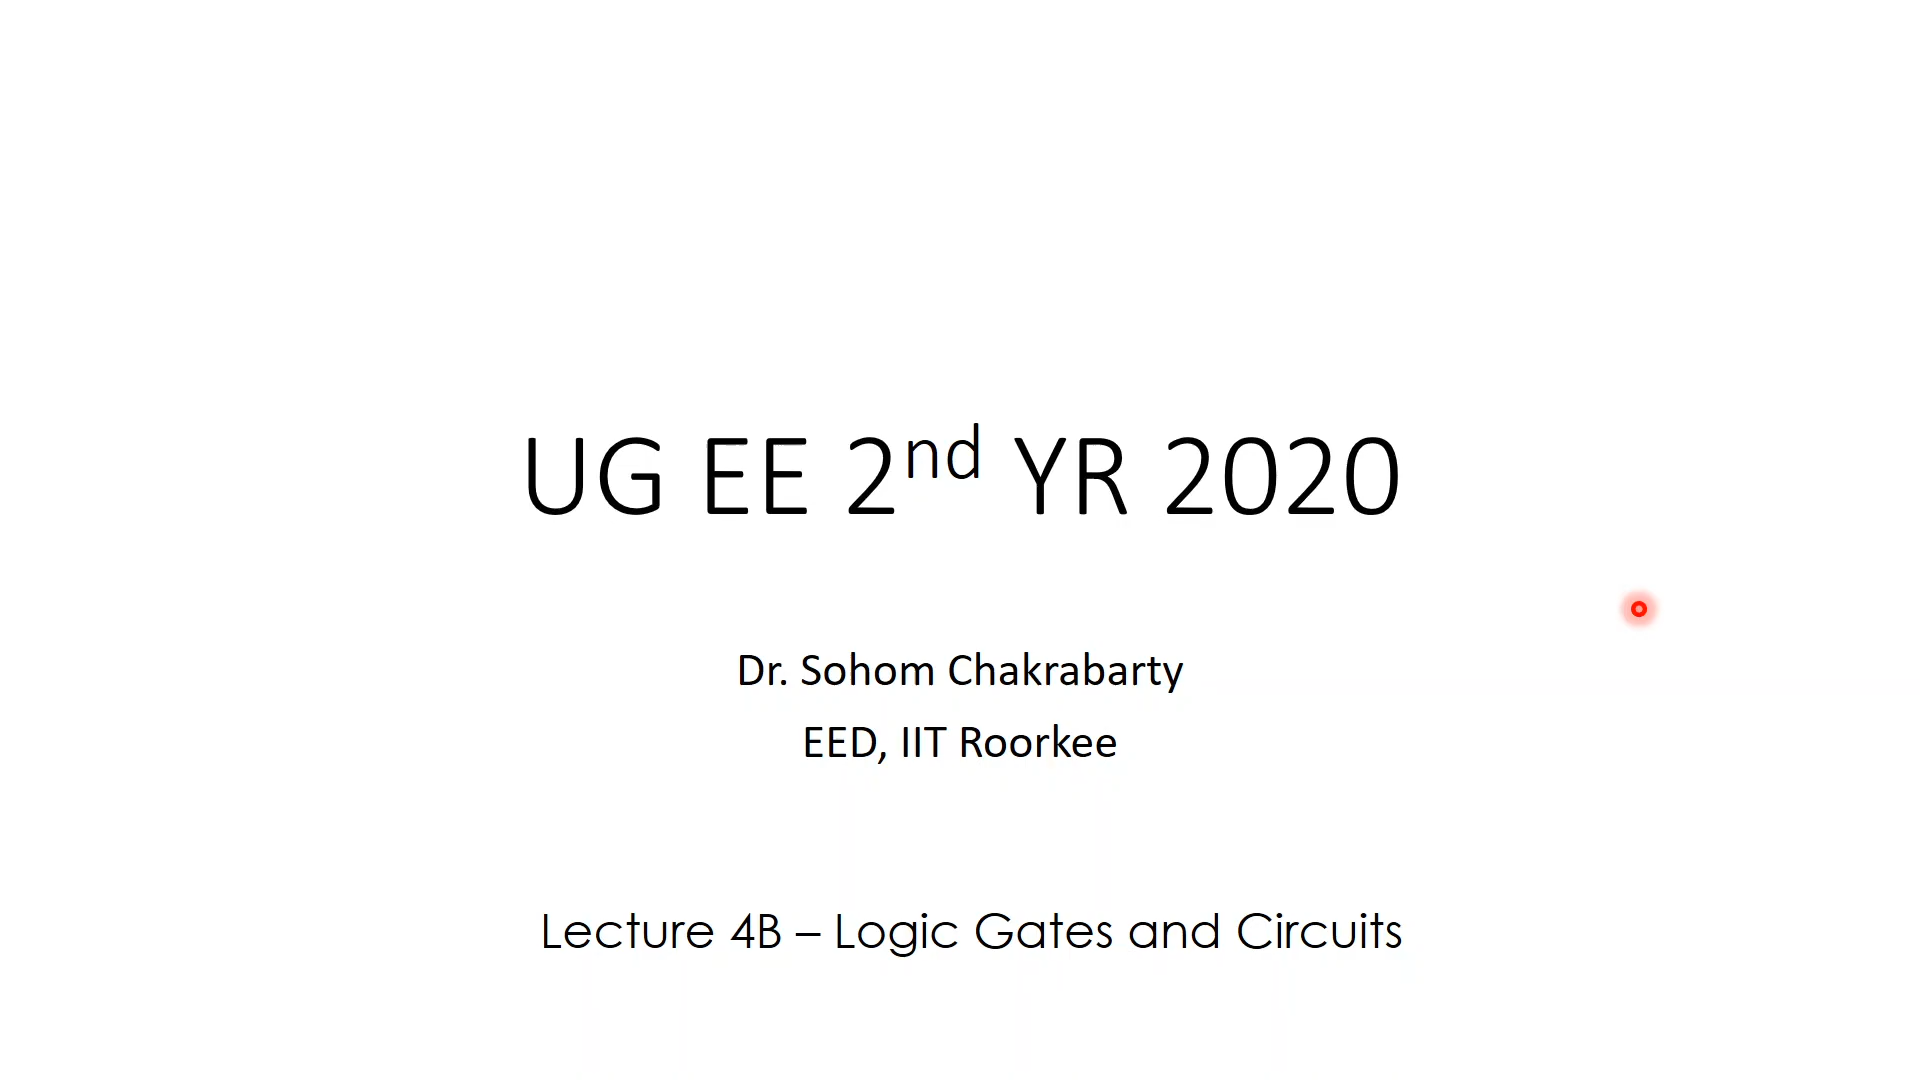 UG EE 2nd YR 2020
Dr. Sohom Chakrabarty
EED, IIT Roorkee
Lecture 4B – Logic Gates and Circuits